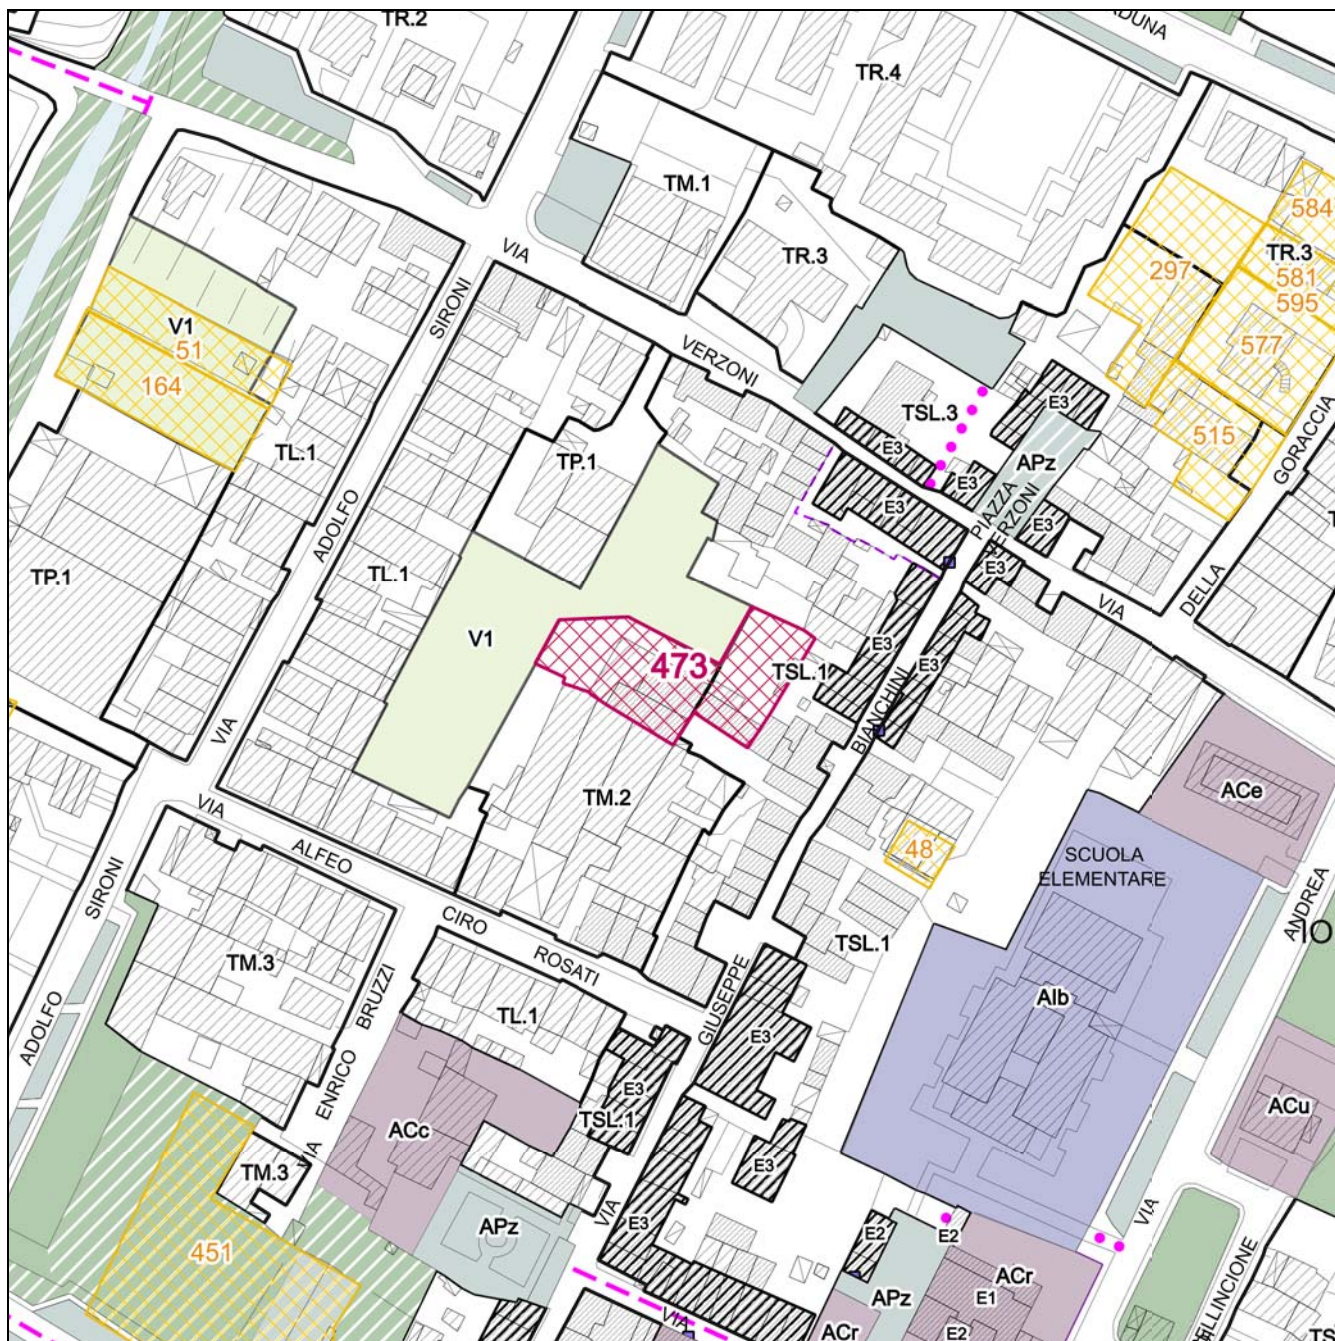 TR.2
ADUNA
TR.4
TM.1
584
TR.3
VIA
TR.3
297
581
595
SIRONI
V1
51
577
VERZONI
164
E3
TSL.3
E3
515
GORACCIA
TL.1
TP.1
APz
E3
E3
E3
PIAZZA
VERZONI
E3
ADOLFO
TL.1
E3
TP.1
DELLA
VIA
V1
E3
E3
473
TSL.1
BIANCHINI
VIA
TM.2
ACe
VIA
ALFEO
48
SCUOLA
ELEMENTARE
SIRONI
ANDREA
CIRO
IO
TSL.1
ROSATI
TM.3
GIUSEPPE
BRUZZI
AIb
ADOLFO
TL.1
E3
E3
ENRICO
ACu
TSL.1
ACc
VIA
E3
TM.3
VIA
VIA
APz
E3
E2
E2
451
ACr
ELLINCIONE
APz
E1
VIA
ACr
E2
TS